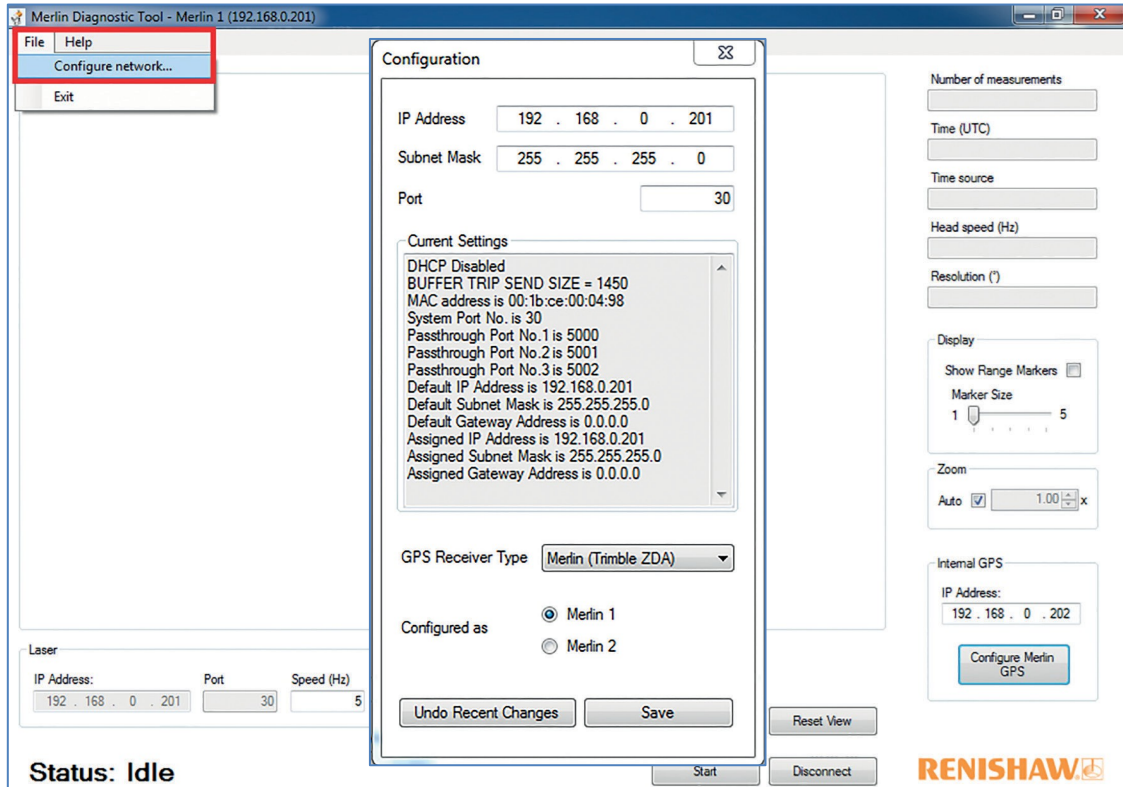 Merlin Diagnostic Tool - Merlin 1 (192.168.0.201)
File Help
Configure network...
Exit
Configuration
IP Address 192 . 168 . 0 . 201
Subnet Mask 255 . 255 . 255 . 0
Port 30
Current Settings
DHCP Disabled
BUFFER TRIP SEND SIZE = 1450
MAC address is 00:1b:ce:00:04:98
System Port No. is 30
Passthrough Port No.1 is 5000
Passthrough Port No.2 is 5001
Passthrough Port No.3 is 5002
Default IP Address is 192.168.0.201
Default Subnet Mask is 255.255.255.0
Default Gateway Address is 0.0.0.0
Assigned IP Address is 192.168.0.201
Assigned Subnet Mask is 255.255.255.0
Assigned Gateway Address is 0.0.0.0
GPS Receiver Type Merlin (Trimble ZDA)
Configured as
Merlin 1
Merlin 2
Undo Recent Changes Save
Number of measurements
Time (UTC)
Time source
Head speed (Hz)
Resolution (°)
Display
Show Range Markers
Marker Size
1 5
Zoom
Auto 1.00 x
Internal GPS
IP Address:
192 . 168 . 0 . 202
Configure Merlin
GPS
Laser
IP Address: Port Speed (Hz)
192 . 168 . 0 . 201 30 5
Reset View
Status: Idle
Start Disconnect
RENISHAW